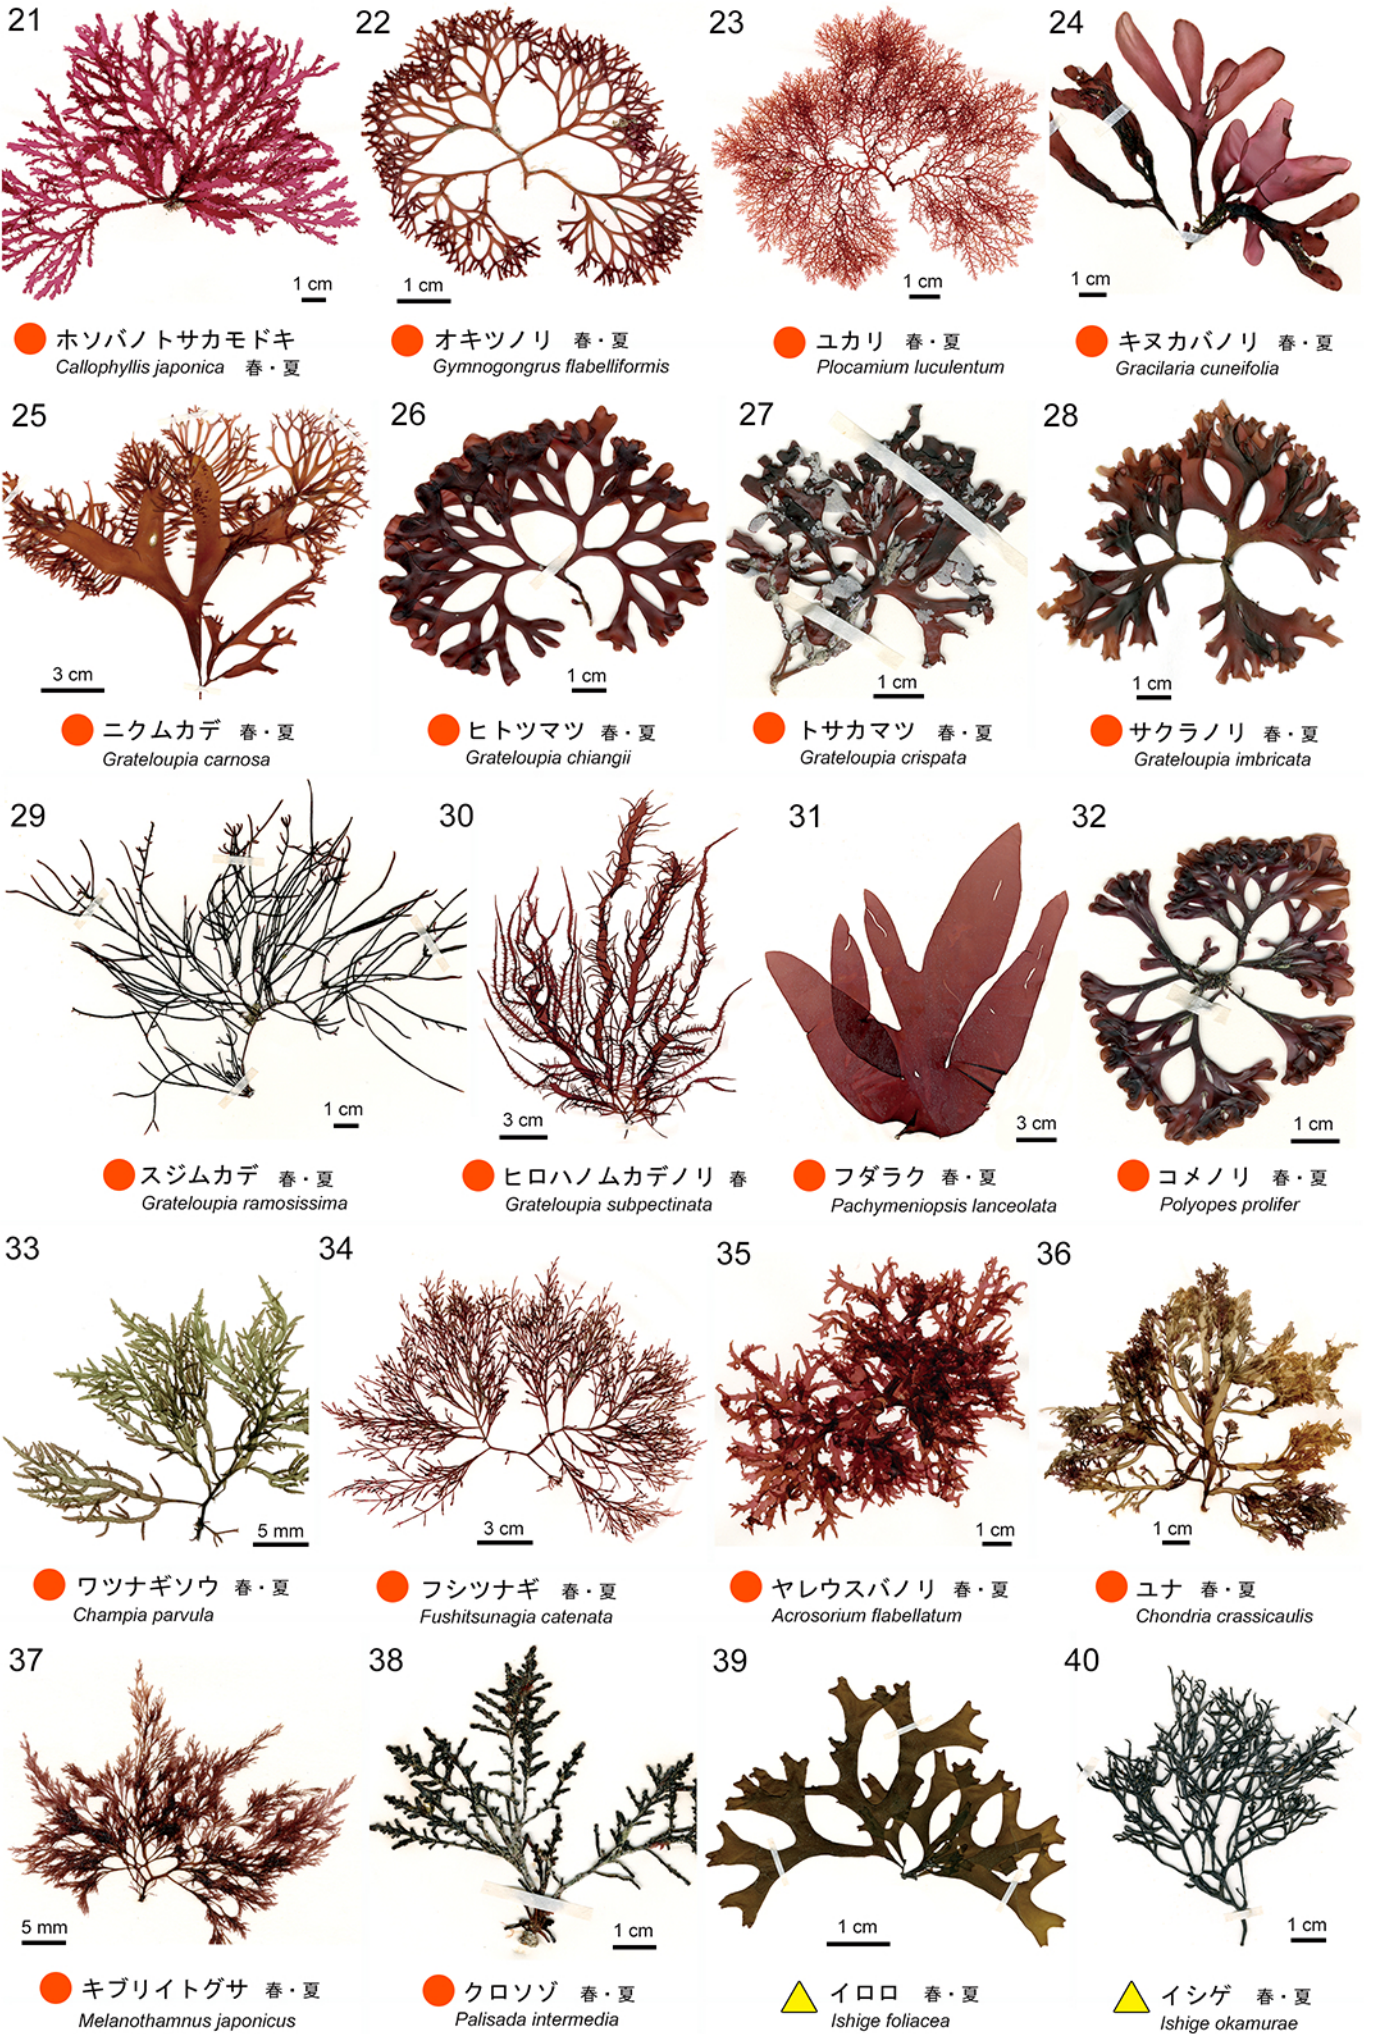 21
22
23
24
1 cm
1 cm
1 cm
1 cm
ホソバノトサカモドキ
Callophyllis japonica 春・夏
オキツノリ 春・夏
Gymnogongrus flabelliformis
ユカリ 春・夏
Plocamium luculentum
キヌカバノリ 春・夏
Gracilaria cuneifolia
25
26
27
28
3 cm
1 cm
1 cm
1 cm
ニクムカデ 春・夏
Grateloupia carnosa
ヒトツマツ 春・夏
Grateloupia chiangii
トサカマツ 春・夏
Grateloupia crispata
サクラノリ 春・夏
Grateloupia imbricata
29
30
31
32
1 cm
3 cm
3 cm
1 cm
スジムカデ 春・夏
Grateloupia ramosissima
ヒロハノムカデノリ 春
Grateloupia subpectinata
フダラク 春・夏
Pachymeniopsis lanceolata
コメノリ 春・夏
Polyopes prolifer
33
34
35
36
5 mm
3 cm
1 cm
1 cm
ワツナギソウ 春・夏
Champia parvula
フシツナギ 春・夏
Fushitsunagia catenata
ヤレウスバノリ 春・夏
Acrosorium flabellatum
ユナ 春・夏
Chondria crassicaulis
37
38
39
40
5 mm
1 cm
1 cm
1 cm
キブリイトグサ 春・夏
Melanothamnus japonicus
クロソゾ 春・夏
Palisada intermedia
イロロ 春・夏
Ishige foliacea
イシゲ 春・夏
Ishige okamurae